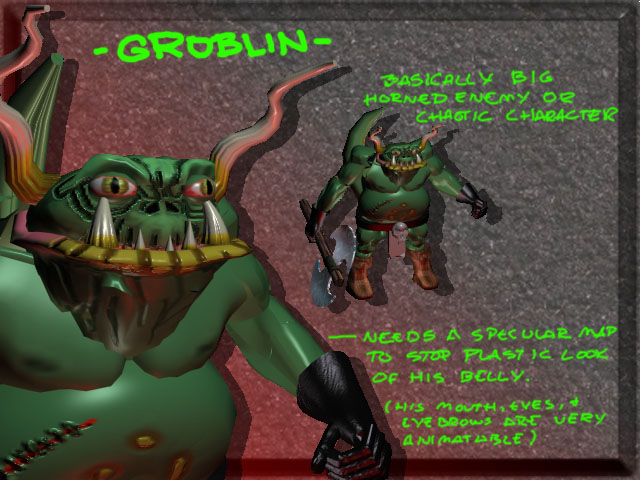 -GROBLIN-
BASICALLY BIG
HORNED ENEMY OR
CHAOTIC CHARACTER
— NEEDS A SPECULAR MAP
TO STOP PLASTIC LOOK
OF HIS BELLY.
(HIS MOUTH, EYES, &
EYEBROWS ARE VERY
ANIMATABLE)